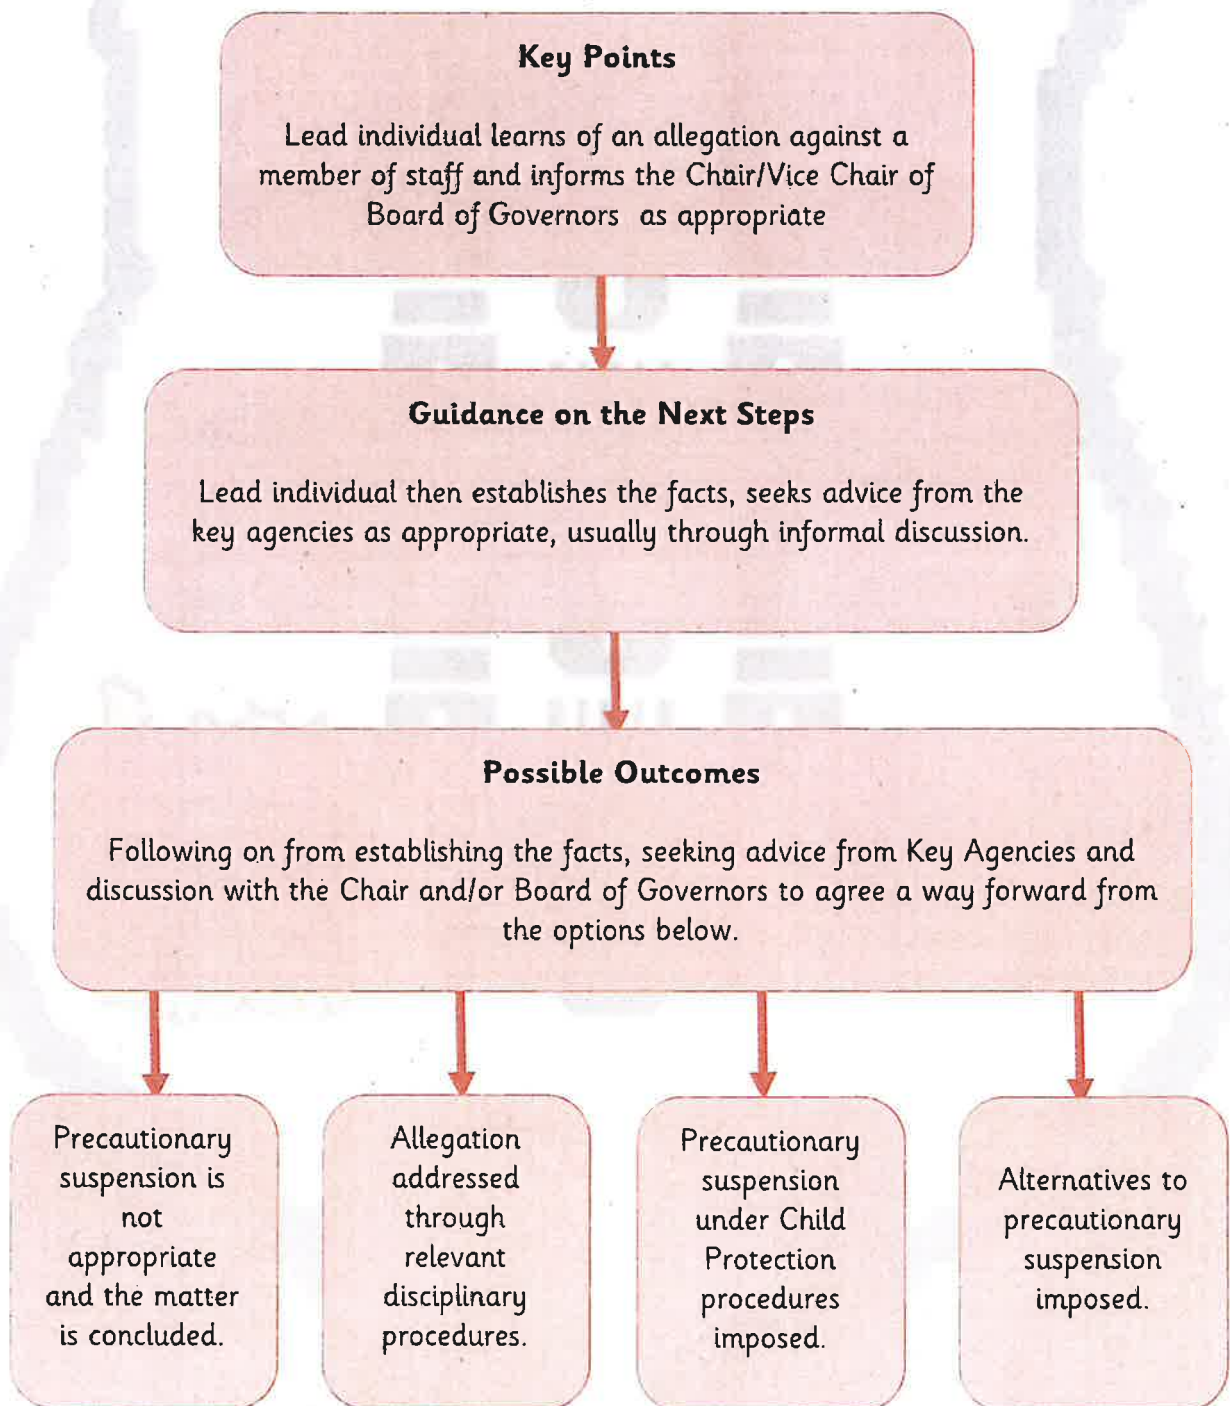 Key Points
Lead individual learns of an allegation against a
member of staff and informs the Chair/Vice Chair of
Board of Governors as appropriate
Guidance on the Next Steps
Lead individual then establishes the facts, seeks advice from the
key agencies as appropriate, usually through informal discussion.
Possible Outcomes
Following on from establishing the facts, seeking advice from Key Agencies and
discussion with the Chair and/or Board of Governors to agree a way forward from
the options below.
Precautionary
suspension is
not
appropriate
and the matter
is concluded.
Allegation
addressed
through
relevant
disciplinary
procedures.
Precautionary
suspension
under Child
Protection
procedures
imposed.
Alternatives to
precautionary
suspension
imposed.